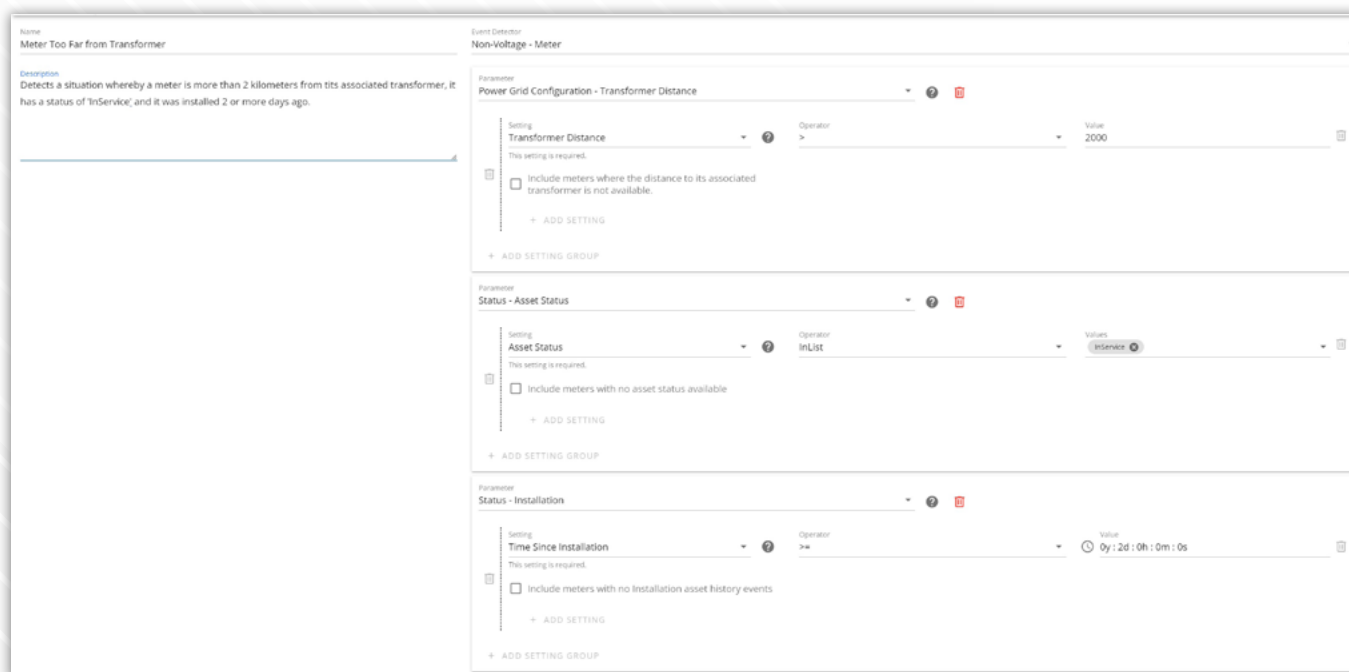 Name
Meter Too Far from Transformer
Description
Detects a situation whereby a meter is more than 2 kilometers from tits associated transformer, it
has a status of 'InService', and it was installed 2 or more days ago.
Event Detector
Non-Voltage - Meter
Parameter
Power Grid Configuration - Transformer Distance
Setting
Transformer Distance
Operator
>
Value
2000
This setting is required.
Include meters where the distance to its associated
transformer is not available.
+ ADD SETTING
+ ADD SETTING GROUP
Parameter
Status - Asset Status
Setting
Asset Status
Operator
InList
Values
InService
This setting is required.
Include meters with no asset status available
+ ADD SETTING
+ ADD SETTING GROUP
Parameter
Status - Installation
Setting
Time Since Installation
Operator
>=
Value
0y : 2d : 0h : 0m : 0s
This setting is required.
Include meters with no Installation asset history events
+ ADD SETTING
+ ADD SETTING GROUP